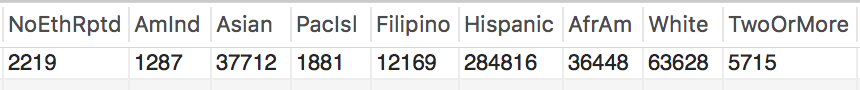 NoEthRptd AmInd Asian PacIsl Filipino Hispanic AfrAm White TwoOrMore
2219 1287 37712 1881 12169 284816 36448 63628 5715